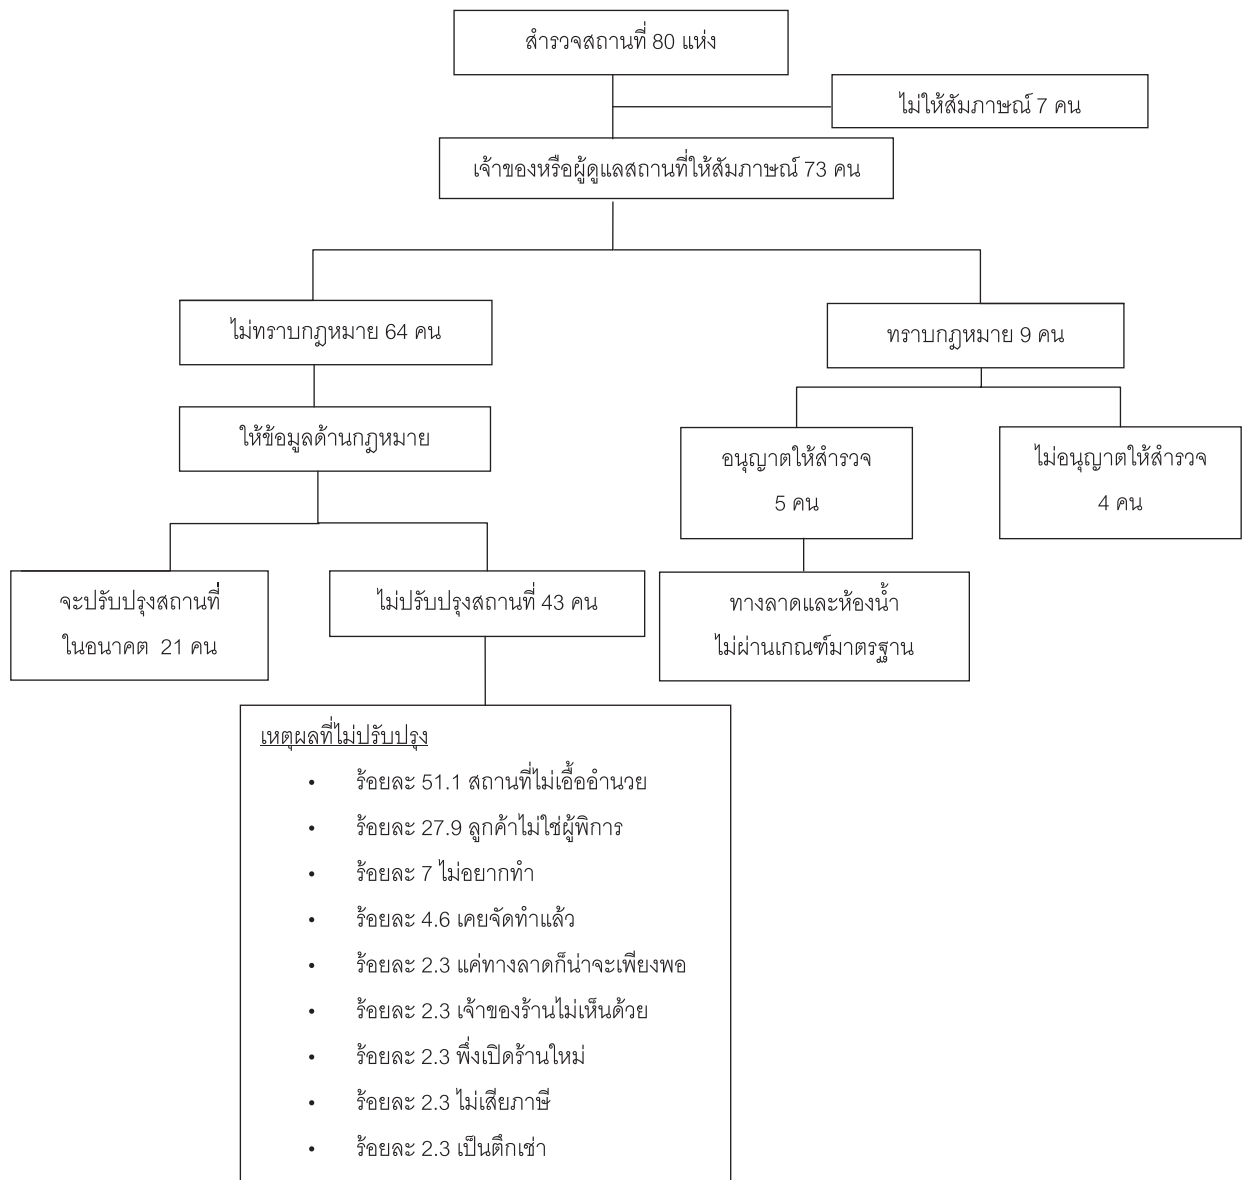 สำรวจสถานที่ 80 แห่ง
ไม่ให้สัมภาษณ์ 7 คน
เจ้าของหรือผู้ดูแลสถานที่ให้สัมภาษณ์ 73 คน
ไม่ทราบกฎหมาย 64 คน
ทราบกฎหมาย 9 คน
ให้ข้อมูลด้านกฎหมาย
อนุญาตให้สำรวจ
5 คน
ไม่อนุญาตให้สำรวจ
4 คน
จะปรับปรุงสถานที่
ในอนาคต 21 คน
ไม่ปรับปรุงสถานที่ 43 คน
ทางลาดและห้องน้ำ
ไม่ผ่านเกณฑ์มาตรฐาน
เหตุผลที่ไม่ปรับปรุง
• ร้อยละ 51.1 สถานที่ไม่เอื้ออำนวย
• ร้อยละ 27.9 ลูกค้าไม่ใช่ผู้พิการ
• ร้อยละ 7 ไม่อยากทำ
• ร้อยละ 4.6 เคยจัดทำแล้ว
• ร้อยละ 2.3 แค่ทางลาดก็น่าจะเพียงพอ
• ร้อยละ 2.3 เจ้าของร้านไม่เห็นด้วย
• ร้อยละ 2.3 พึ่งเปิดร้านใหม่
• ร้อยละ 2.3 ไม่เสียภาษี
• ร้อยละ 2.3 เป็นตึกเช่า